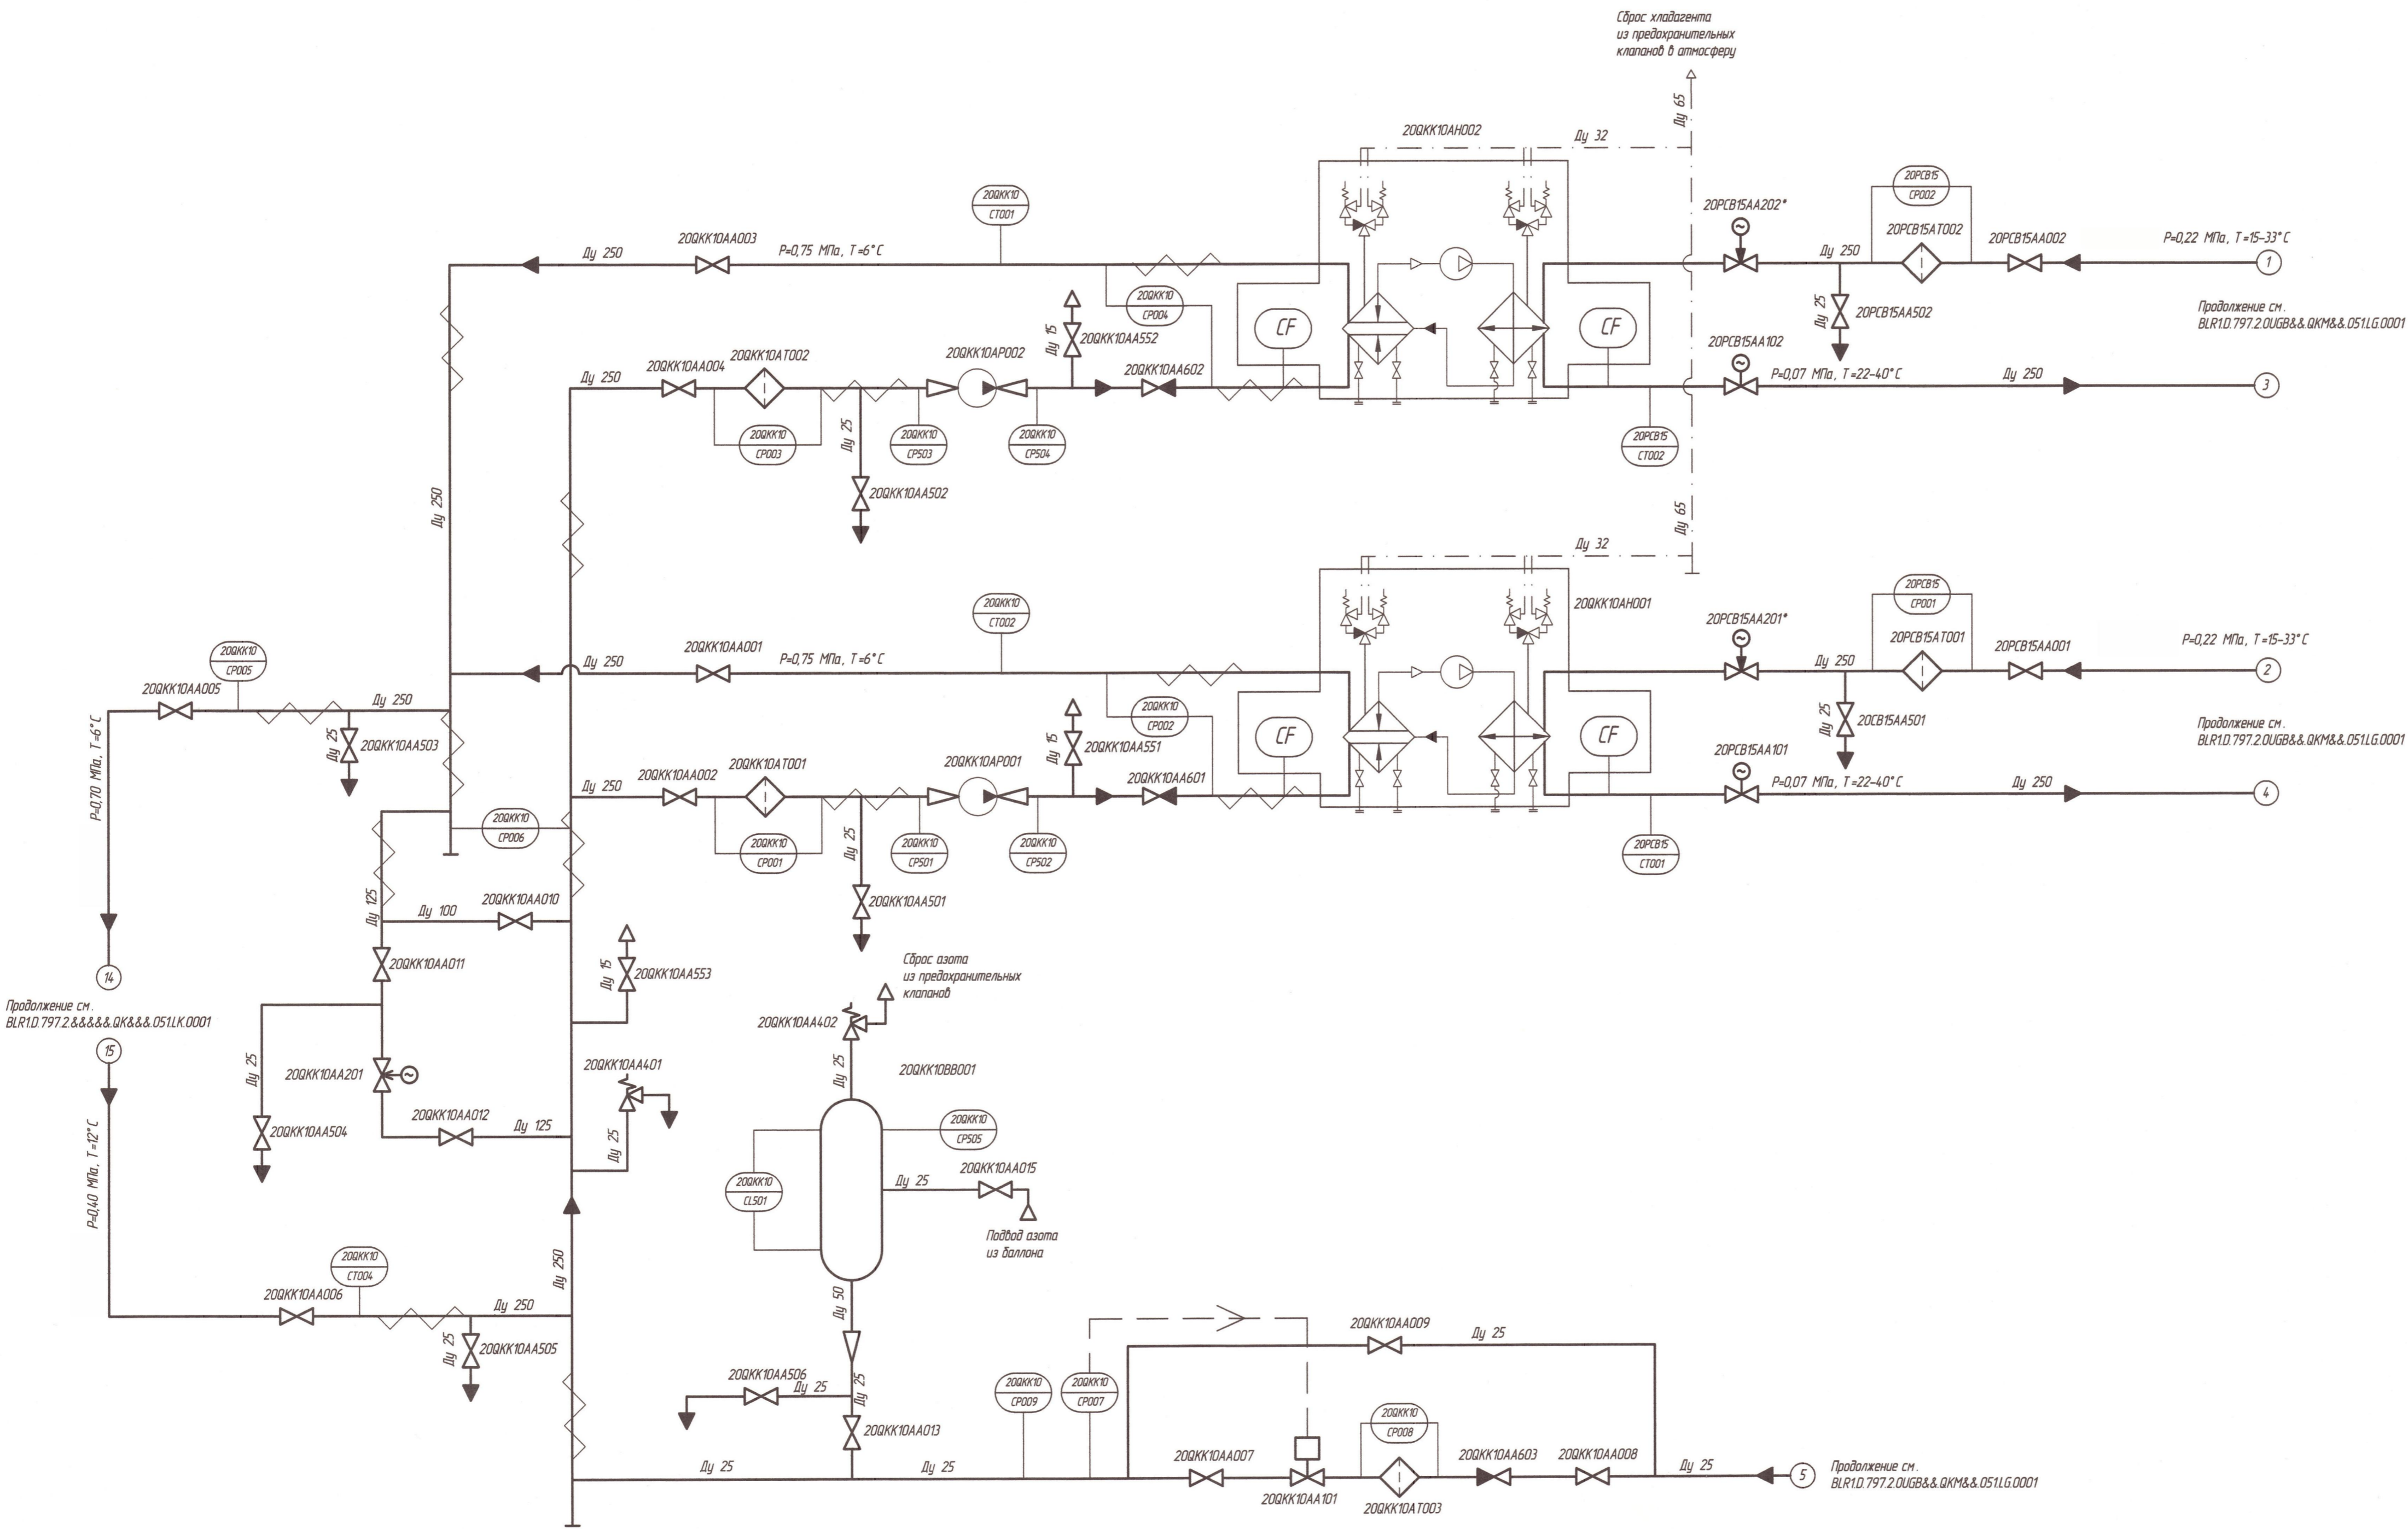 Сброс хладагента
из предохранительных
клапанов в атмосферу
Ду 65
20QKK10AH002
Ду 32
20QKK10
CT001
20PCB15
CP002
20PCB15AA202*
20PCB15AT002
20PCB15AA002
P=0,22 МПа, T=15-33°C
1
20QKK10AA003
Ду 250
P=0,75 МПа, T=6°C
Ду 250
20QKK10
CP004
Ду 15
20QKK10AA552
CF
CF
Ду 25
20PCB15AA502
Продолжение см.
BLR1.D.797.2.0UGB&&.QKM&&.051.LG.0001
20QKK10AA004
20QKK10AT002
20QKK10AP002
20QKK10AA602
20PCB15AA102
Ду 250
P=0,07 МПа, T=22-40°C
Ду 250
3
20QKK10
CP003
Ду 25
20QKK10
CP503
20QKK10
CP504
20PCB15
CT002
20QKK10AA502
Ду 250
Ду 65
Ду 32
20QKK10AH001
20QKK10
CT002
20PCB15
CP001
20PCB15AA201*
20PCB15AT001
20PCB15AA001
P=0,22 МПа, T=15-33°C
2
20QKK10
CP005
20QKK10AA001
Ду 250
P=0,75 МПа, T=6°C
Ду 250
20QKK10AA005
Ду 250
20QKK10
CP002
Ду 15
20QKK10AA551
CF
CF
Ду 25
20CB15AA501
Продолжение см.
BLR1.D.797.2.0UGB&&.QKM&&.051.LG.0001
P=0,70 МПа, T=6°C
Ду 25
20QKK10AA503
20QKK10AA002
20QKK10AT001
20QKK10AP001
20QKK10AA601
20PCB15AA101
Ду 250
P=0,07 МПа, T=22-40°C
Ду 250
4
20QKK10
CP006
20QKK10
CP001
Ду 25
20QKK10
CP501
20QKK10
CP502
20PCB15
CT001
20QKK10AA501
Ду 125
Ду 100
20QKK10AA010
20QKK10AA011
14
Продолжение см.
BLR1.D.797.2.&&&&&.QK&&&.051.LK.0001
15
Ду 15
20QKK10AA553
Сброс азота
из предохранительных
клапанов
20QKK10AA402
Ду 25
20QKK10AA201
20QKK10AA401
Ду 25
20QKK10BB001
P=0,40 МПа, T=12°C
20QKK10AA504
20QKK10AA012
Ду 125
Ду 25
20QKK10
CP505
20QKK10
CL501
Ду 25
20QKK10AA015
Подвод азота
из баллона
20QKK10
CT004
Ду 250
20QKK10AA006
Ду 250
Ду 50
Ду 25
20QKK10AA505
20QKK10AA009
Ду 25
20QKK10AA506
Ду 25
Ду 25
20QKK10
CP009
20QKK10
CP007
20QKK10
CP008
20QKK10AA013
Ду 25
Ду 25
20QKK10AA007
20QKK10AA603
20QKK10AA008
Ду 25
5
Продолжение см.
BLR1.D.797.2.0UGB&&.QKM&&.051.LG.0001
20QKK10AA101
20QKK10AT003